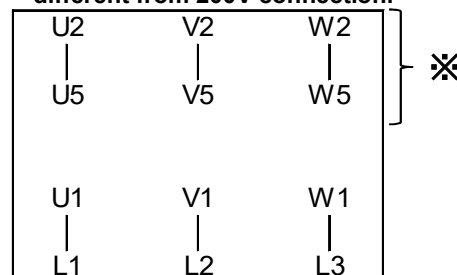 different from 200V connection.
U2 V2 W2
U5 V5 W5
※
U1 V1 W1
L1 L2 L3